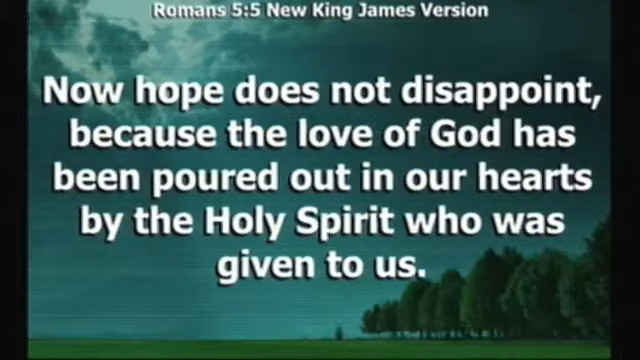 Romans 5:5 New King James Version
Now hope does not disappoint,
because the love of God has
been poured out in our hearts
by the Holy Spirit who was
given to us.